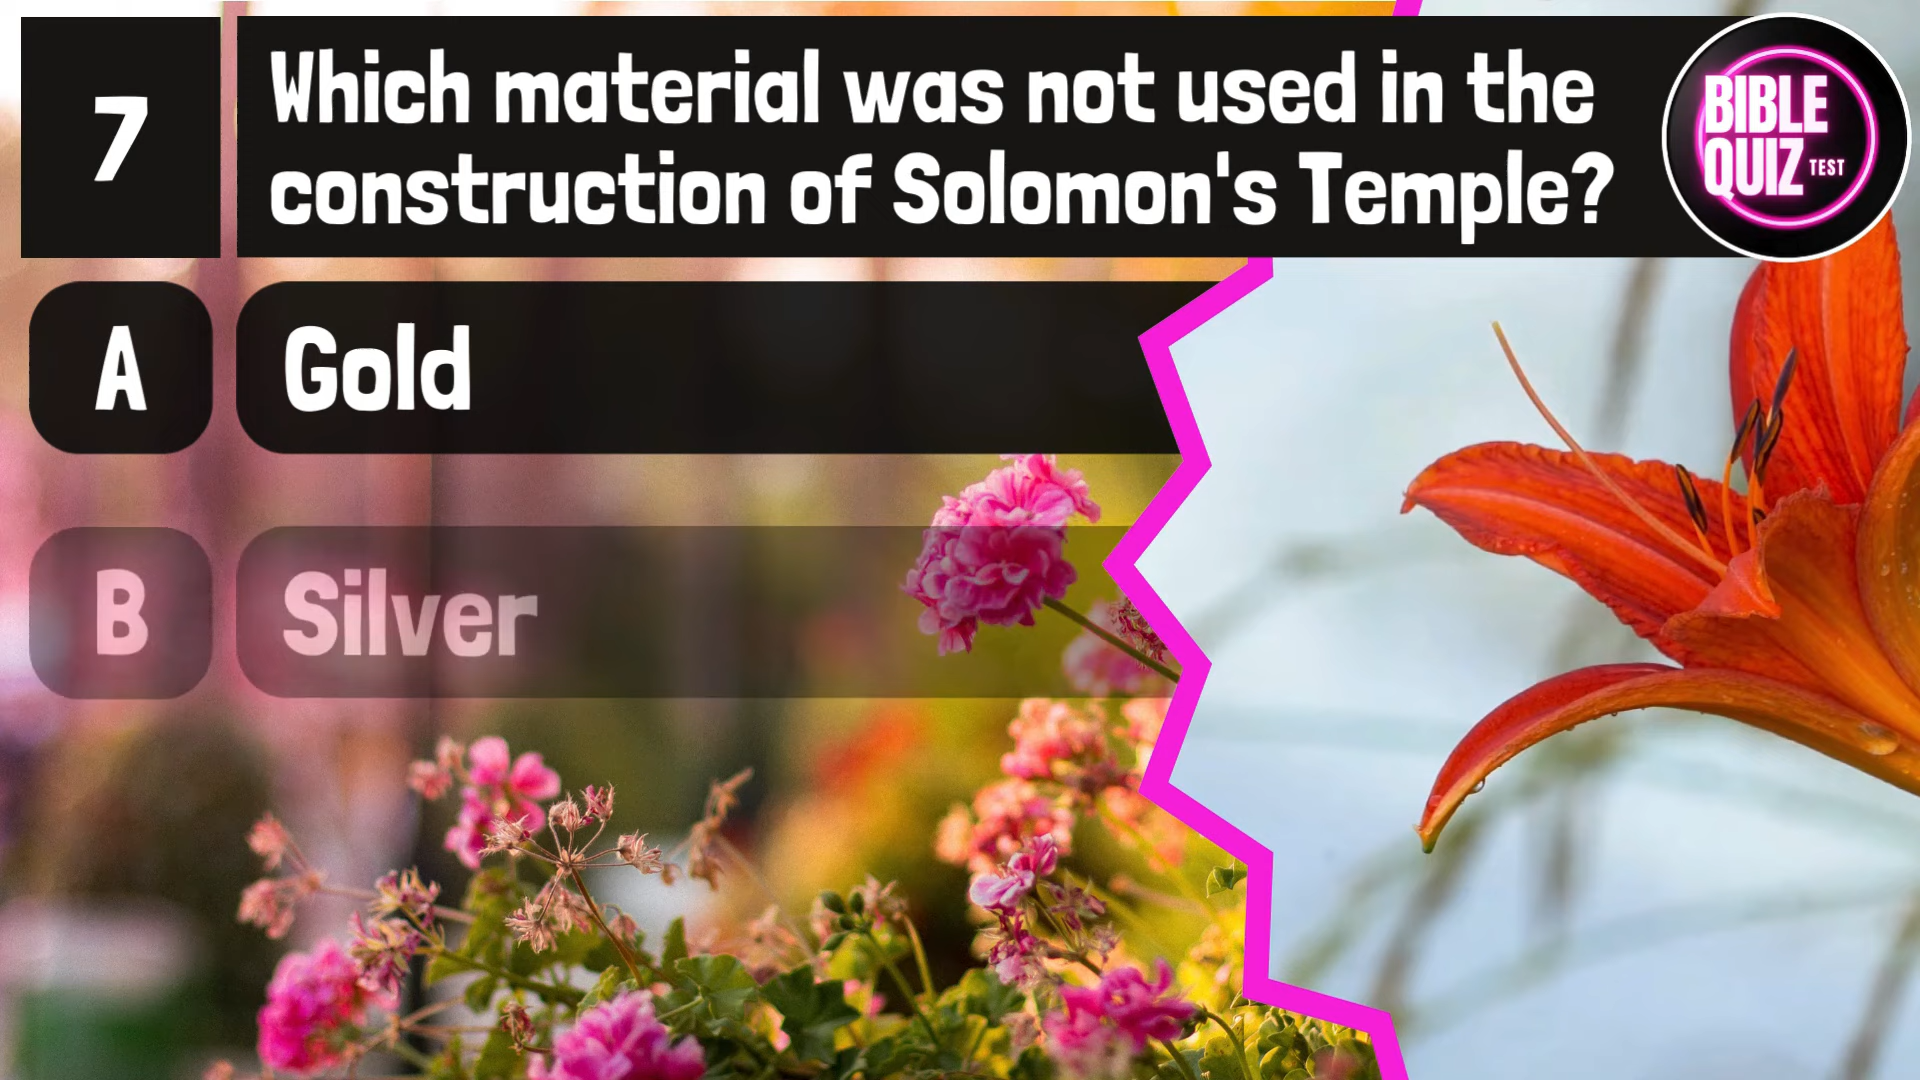 7
Which material was not used in the
construction of Solomon's Temple?
BIBLE
QUIZ TEST
A
Gold
B
Silver